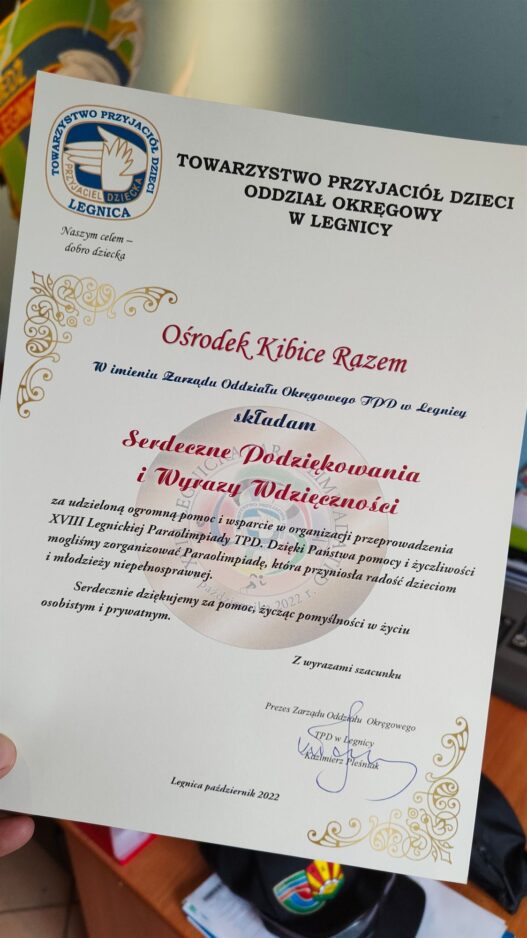 TOWARZYSTWO PRZYJACIÓŁ DZIECI
PRZYJACIEL DZIECKA
LEGNICA
Naszym celem –
dobro dziecka
TOWARZYSTWO PRZYJACIÓŁ DZIECI
ODDZIAŁ OKRĘGOWY
W LEGNICY
Ośrodek Kibice Razem
W imieniu Zarządu Oddziału Okręgowego TPD w Legnicy
składam
Serdeczne Podziękowania
i Wyrazy Wdzięczności
za udzieloną ogromną pomoc i wsparcie w organizacji przeprowadzenia
XVIII Legnickiej Paraolimpiady TPD. Dzięki Państwa pomocy i życzliwości
mogliśmy zorganizować Paraolimpiadę, która przyniosła radość dzieciom
i młodzieży niepełnosprawnej.
Serdecznie dziękujemy za pomoc, życząc pomyślności w życiu
osobistym i prywatnym.
Z wyrazami szacunku
Prezes Zarządu Oddziału Okręgowego
TPD w Legnicy
Kazimierz Pleśniak
Legnica październik 2022